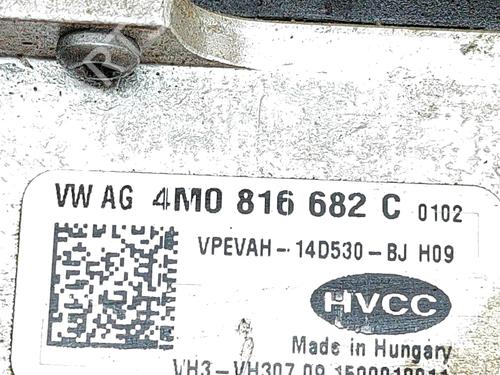 VW AG 4M0 816 682 C 0102
VPEVAH-14D530-BJ H09
HVCC
Made in Hungary